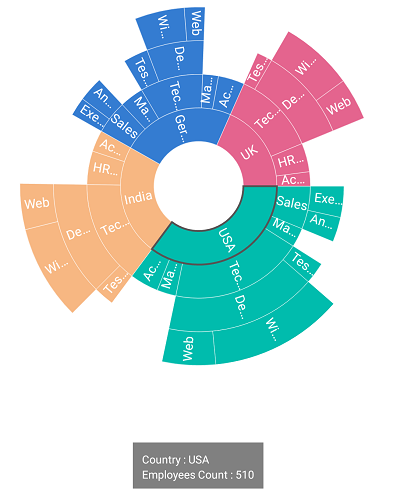 Wi...
Web
De...
Tes...
Tec...
Ma...
Ac...
Ger...
Ma...
Sales
An...
Exe...
Tes...
Wi...
De...
Web
Tec...
UK
HR...
Ac...
Ac...
HR...
India
Tec...
Web
De...
Wi...
Tes...
USA
Sales
Exe...
An...
Ma...
Tec...
Tes...
De...
Wi...
Web
Ac...
Ma...
Country : USA
Employees Count : 510